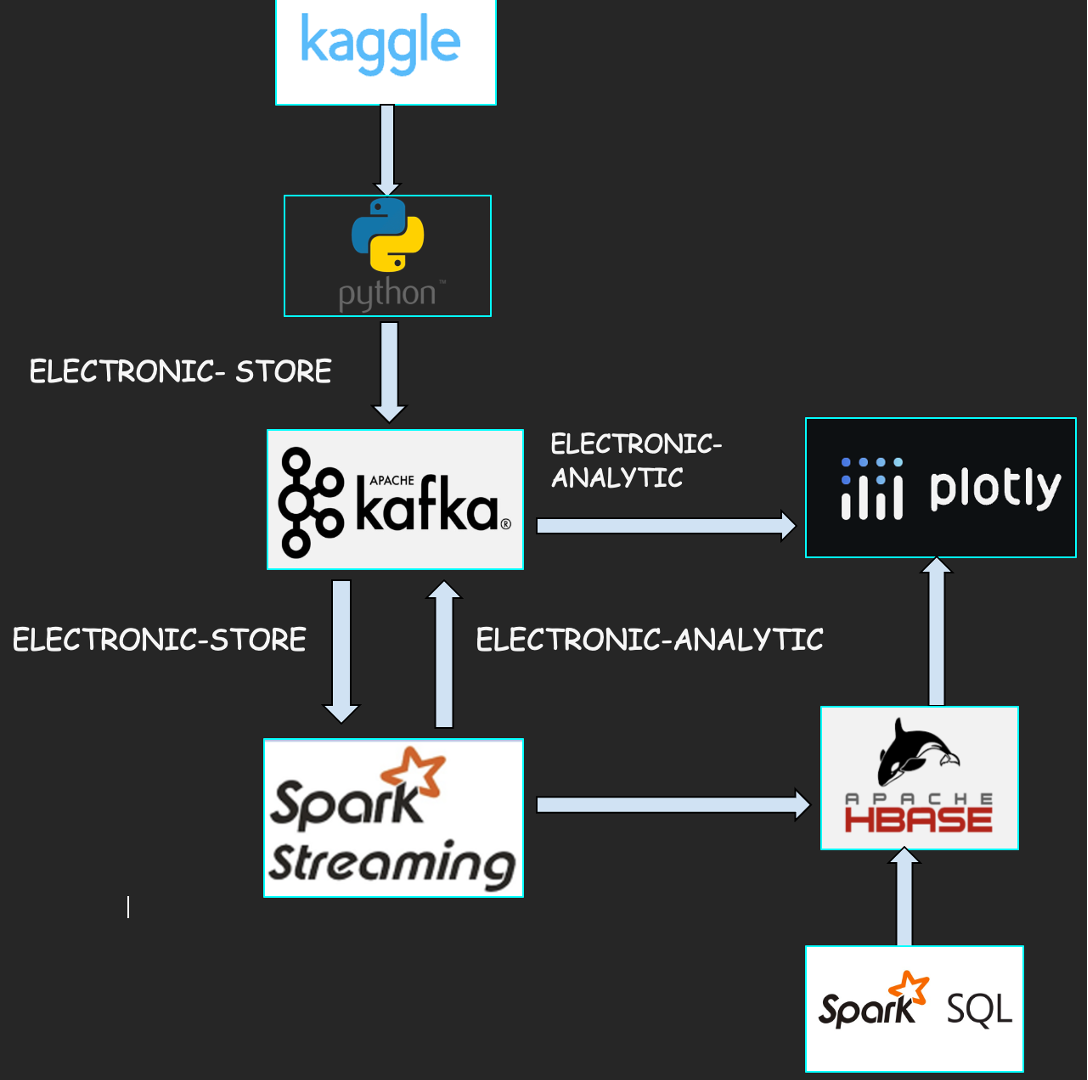 kaggle
python™
ELECTRONIC- STORE
APACHE
kafka®
ELECTRONIC-
ANALYTIC
plotly
ELECTRONIC-STORE
ELECTRONIC-ANALYTIC
Spark
Streaming
APACHE
HBASE
Spark SQL